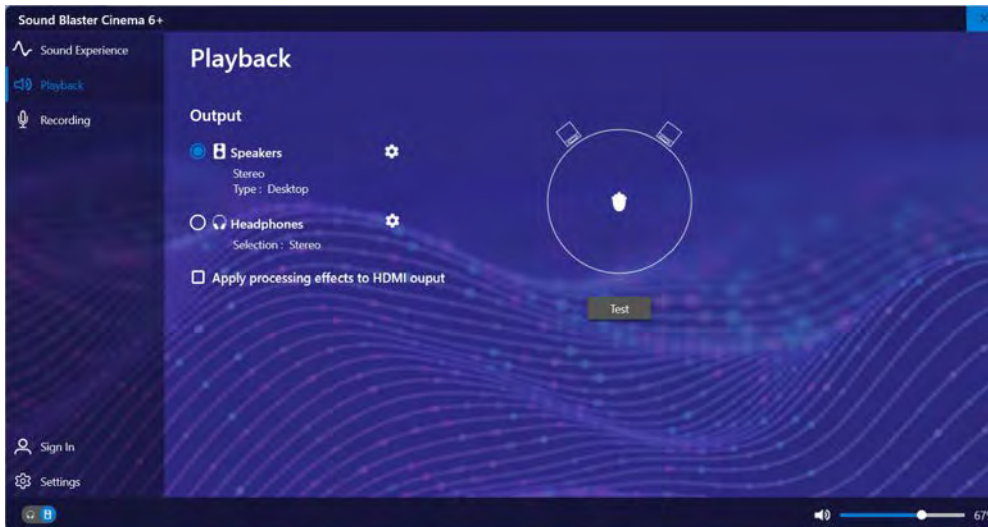 Sound Blaster Cinema 6+
Sound Experience
Playback
Recording
Sign In
Settings
Playback
Output
Speakers
Stereo
Type : Desktop
Headphones
Selection : Stereo
Apply processing effects to HDMI ouput
Test
67